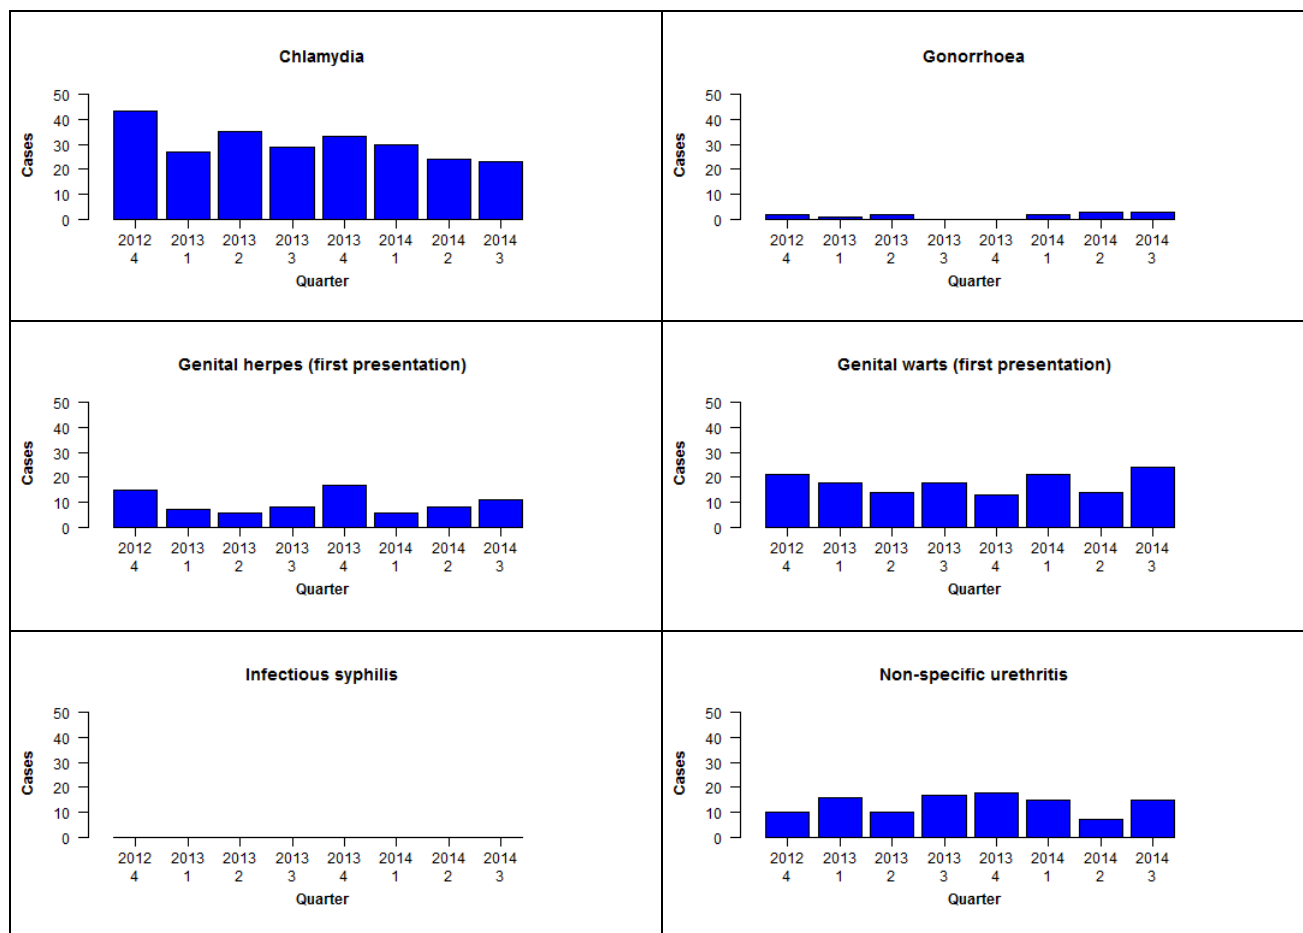 Chlamydia
50
40
30
20
10
0
Cases
2012 2013 2013 2013 2013 2014 2014 2014
4 1 2 3 4 1 2 3
Quarter
Gonorrhoea
50
40
30
20
10
0
Cases
2012 2013 2013 2013 2013 2014 2014 2014
4 1 2 3 4 1 2 3
Quarter
Genital herpes (first presentation)
50
40
30
20
10
0
Cases
2012 2013 2013 2013 2013 2014 2014 2014
4 1 2 3 4 1 2 3
Quarter
Genital warts (first presentation)
50
40
30
20
10
0
Cases
2012 2013 2013 2013 2013 2014 2014 2014
4 1 2 3 4 1 2 3
Quarter
Infectious syphilis
50
40
30
20
10
0
Cases
2012 2013 2013 2013 2013 2014 2014 2014
4 1 2 3 4 1 2 3
Quarter
Non-specific urethritis
50
40
30
20
10
0
Cases
2012 2013 2013 2013 2013 2014 2014 2014
4 1 2 3 4 1 2 3
Quarter